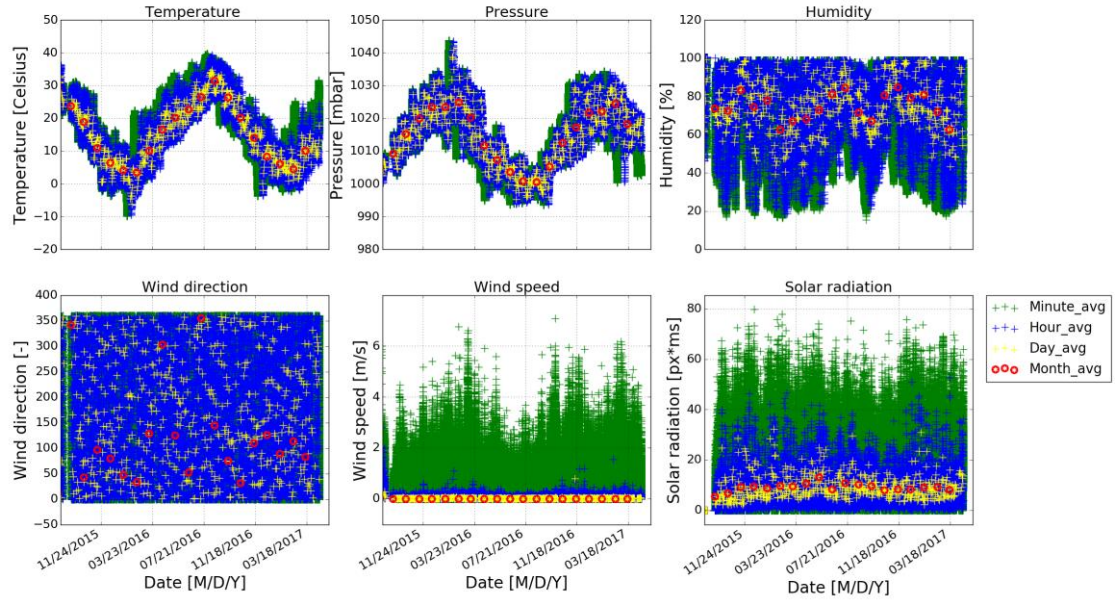 Temperature
Temperature [Celsius]
50
40
30
20
10
0
−10
−20
Pressure
Pressure [mbar]
1040
1030
1020
1010
1000
990
980
Humidity
Humidity [%]
120
100
80
60
40
20
0
Wind direction
Wind direction [-]
400
350
300
250
200
150
100
50
0
−50
11/24/2015
03/23/2016
07/21/2016
11/18/2016
03/18/2017
Date [M/D/Y]
Wind speed
Wind speed [m/s]
6
4
2
0
11/24/2015
03/23/2016
07/21/2016
11/18/2016
03/18/2017
Date [M/D/Y]
Solar radiation
Solar radiation [px*ms]
80
60
40
20
0
11/24/2015
03/23/2016
07/21/2016
11/18/2016
03/18/2017
Date [M/D/Y]
Minute_avg
Hour_avg
Day_avg
Month_avg